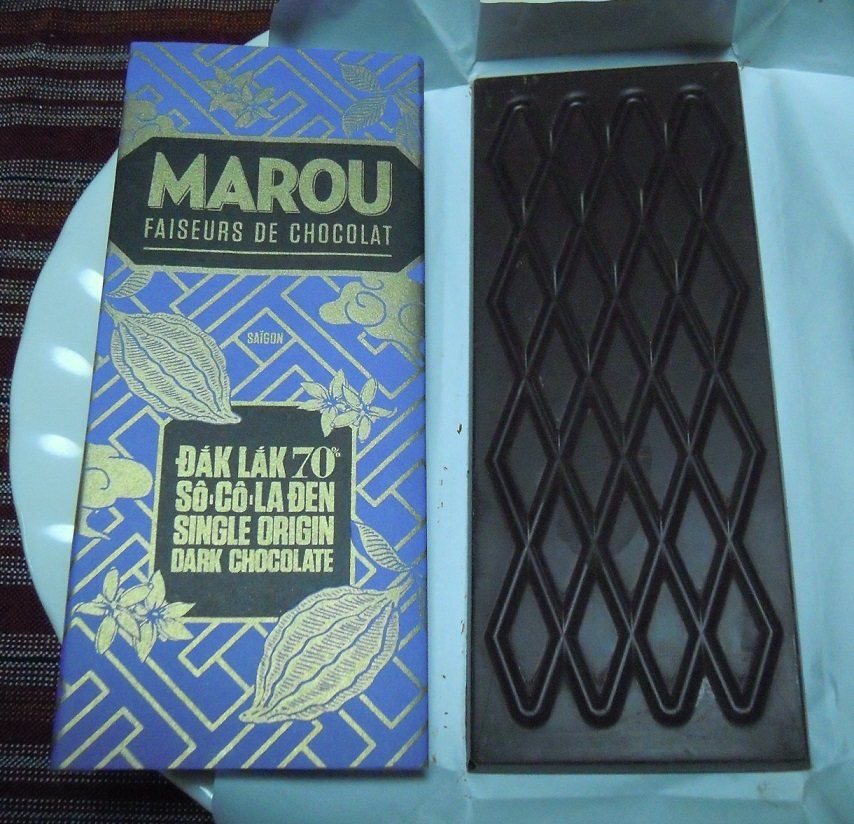 MAROU
FAISEURS DE CHOCOLAT
SAÏGON
ĐẮK LẮK 70%
SÔ·CÔ·LA ĐEN
SINGLE ORIGIN
DARK CHOCOLATE